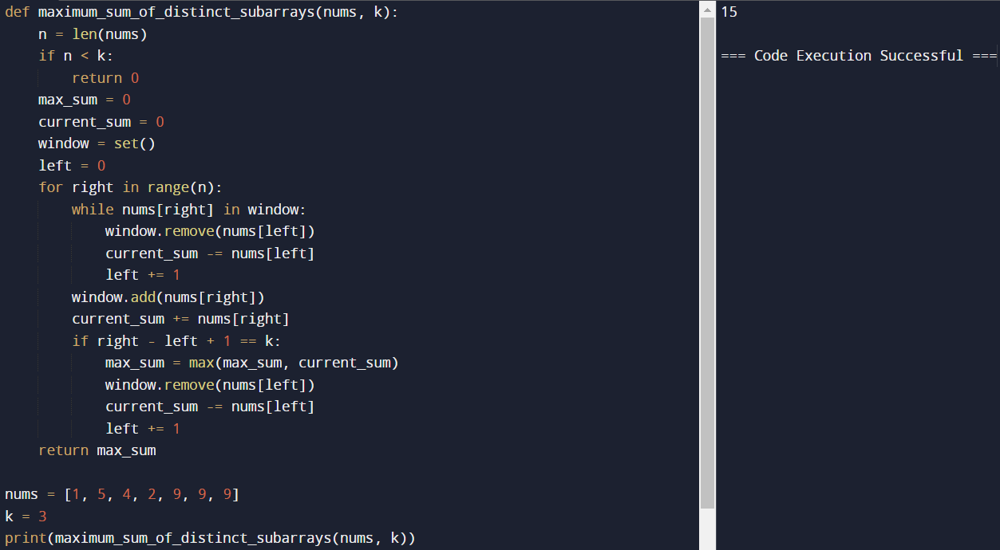 def maximum_sum_of_distinct_subarrays(nums, k):
    n = len(nums)
    if n < k:
        return 0
    max_sum = 0
    current_sum = 0
    window = set()
    left = 0
    for right in range(n):
        while nums[right] in window:
            window.remove(nums[left])
            current_sum -= nums[left]
            left += 1
        window.add(nums[right])
        current_sum += nums[right]
        if right - left + 1 == k:
            max_sum = max(max_sum, current_sum)
            window.remove(nums[left])
            current_sum -= nums[left]
            left += 1
    return max_sum

nums = [1, 5, 4, 2, 9, 9, 9]
k = 3
print(maximum_sum_of_distinct_subarrays(nums, k))
15

=== Code Execution Successful ===